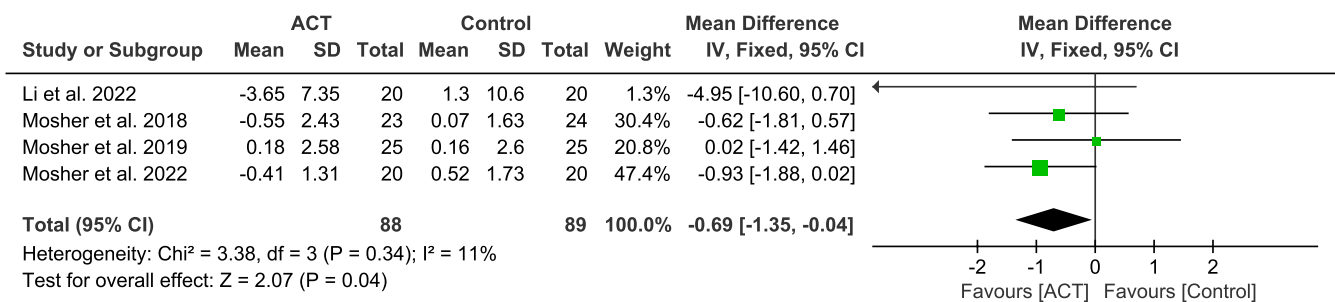 ACT Control Mean Difference Mean Difference
Study or Subgroup Mean SD Total Mean SD Total Weight IV, Fixed, 95% CI IV, Fixed, 95% CI
Li et al. 2022 -3.65 7.35 20 1.3 10.6 20 1.3% -4.95 [-10.60, 0.70]
Mosher et al. 2018 -0.55 2.43 23 0.07 1.63 24 30.4% -0.62 [-1.81, 0.57]
Mosher et al. 2019 0.18 2.58 25 0.16 2.6 25 20.8% 0.02 [-1.42, 1.46]
Mosher et al. 2022 -0.41 1.31 20 0.52 1.73 20 47.4% -0.93 [-1.88, 0.02]
Total (95% CI) 88 89 100.0% -0.69 [-1.35, -0.04]
Heterogeneity: Chi² = 3.38, df = 3 (P = 0.34); I² = 11%
Test for overall effect: Z = 2.07 (P = 0.04)
-2 -1 0 1 2
Favours [ACT] Favours [Control]